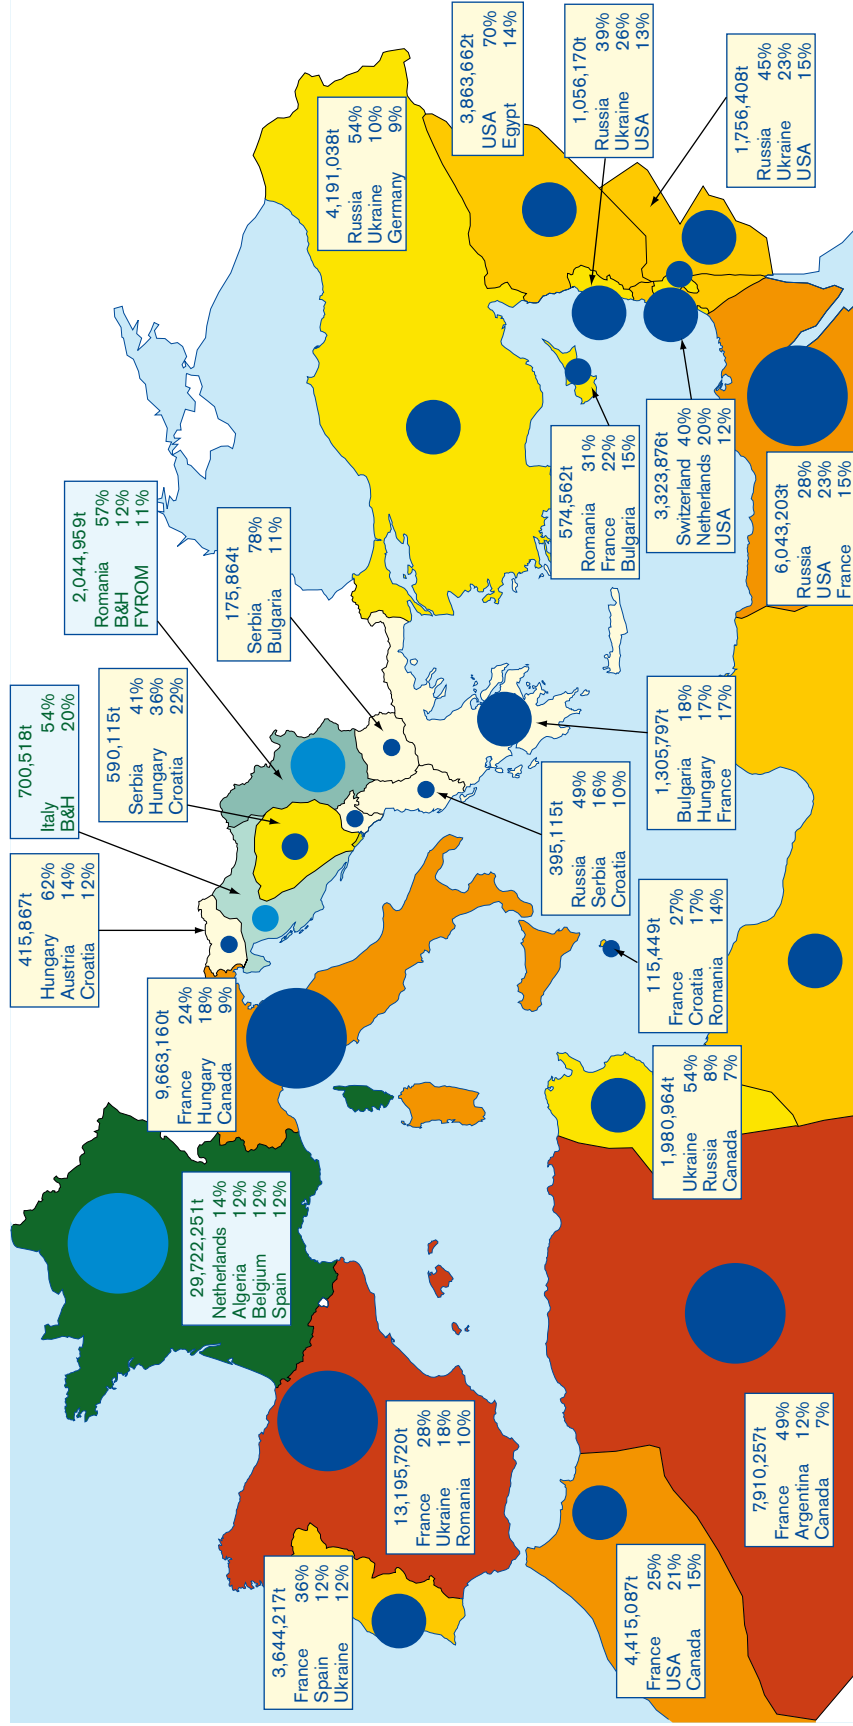 3,644,217t
France 36%
Spain 12%
Ukraine 12%
13,195,720t
France 28%
Ukraine 18%
Romania 10%
29,722,251t
Netherlands 14%
Algeria 12%
Belgium 12%
Spain 12%
9,663,160t
France 24%
Hungary 18%
Canada 9%
415,867t
Hungary 62%
Austria 14%
Croatia 12%
700,518t
Italy 54%
B&H 20%
590,115t
Serbia 41%
Hungary 36%
Croatia 22%
2,044,959t
Romania 57%
B&H 12%
FYROM 11%
175,864t
Serbia 78%
Bulgaria 11%
4,191,038t
Russia 54%
Ukraine 10%
Germany 9%
3,863,662t
USA 70%
Egypt 14%
1,056,170t
Russia 39%
Ukraine 26%
USA 13%
1,756,408t
Russia 45%
Ukraine 23%
USA 15%
574,562t
Romania 31%
France 22%
Bulgaria 15%
3,323,876t
Switzerland 40%
Netherlands 20%
USA 12%
6,043,203t
Russia 28%
USA 23%
France 15%
1,305,797t
Bulgaria 18%
Hungary 17%
France 17%
395,115t
Russia 49%
Serbia 16%
Croatia 10%
115,449t
France 27%
Croatia 17%
Romania 14%
1,980,964t
Ukraine 54%
Russia 8%
Canada 7%
7,910,257t
France 49%
Argentina 12%
Canada 7%
4,415,087t
France 25%
USA 21%
Canada 15%